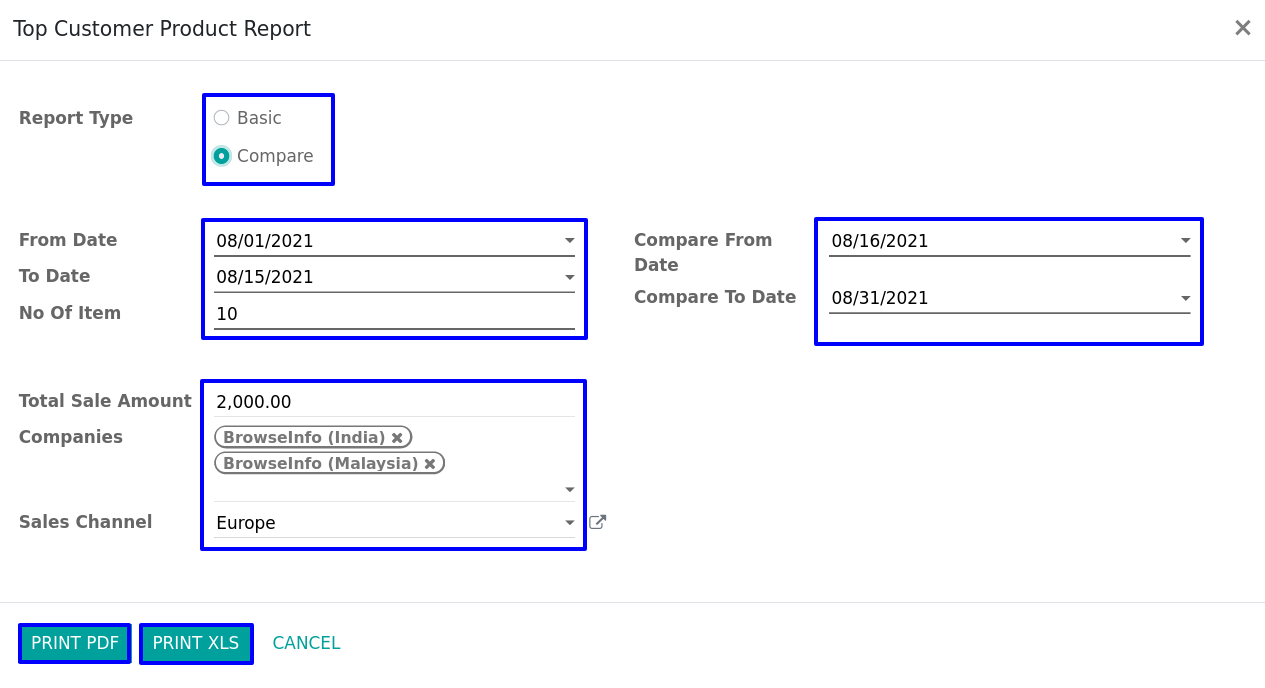 Top Customer Product Report
Report Type
Basic
Compare
From Date
08/01/2021
To Date
08/15/2021
No Of Item
10
Compare From
Date
08/16/2021
Compare To Date
08/31/2021
Total Sale Amount
2,000.00
Companies
BrowseInfo (India)
BrowseInfo (Malaysia)
Sales Channel
Europe
PRINT PDF
PRINT XLS
CANCEL